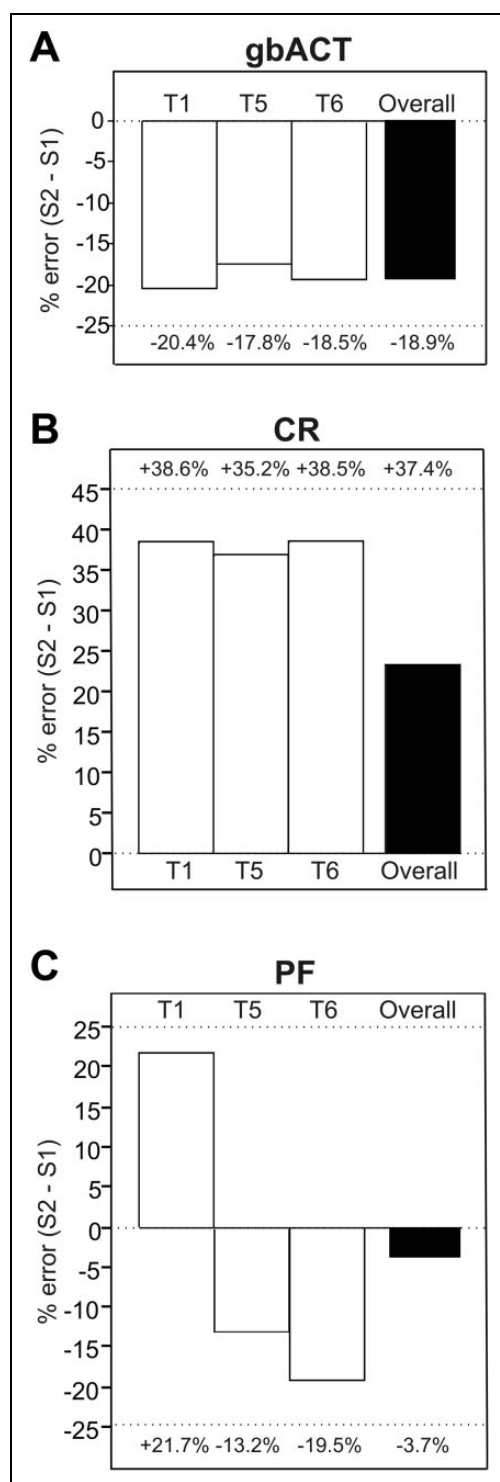 A
gbACT
T1 T5 T6 Overall
0
-5
-10
-15
-20
-25
% error (S2 - S1)
-20.4% -17.8% -18.5% -18.9%
B
CR
+38.6% +35.2% +38.5% +37.4%
45
40
35
30
25
20
15
10
5
0
% error (S2 - S1)
T1 T5 T6 Overall
C
PF
T1 T5 T6 Overall
25
20
15
10
5
0
-5
-10
-15
-20
-25
% error (S2 - S1)
+21.7% -13.2% -19.5% -3.7%